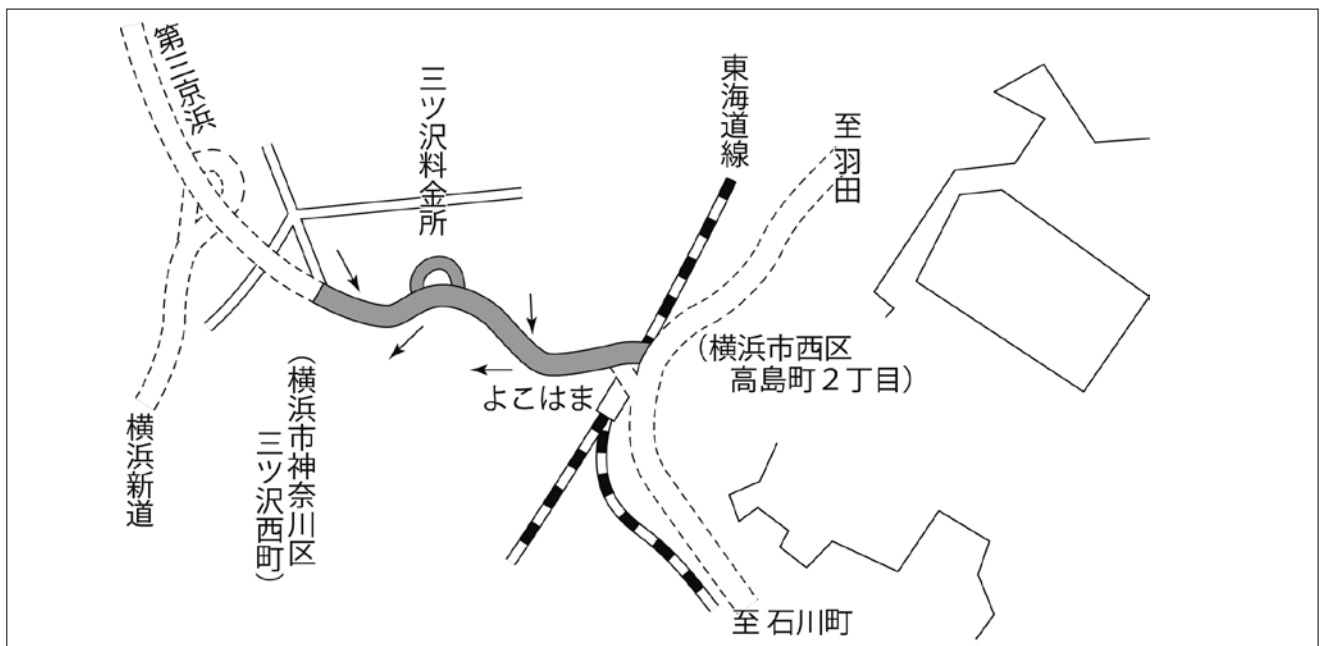 第三京浜
三ツ沢料金所
東海道線
至 羽田
(横浜市西区
高島町2丁目)
よこはま
横浜新道
(横浜市神奈川区
三ツ沢西町)
至 石川町